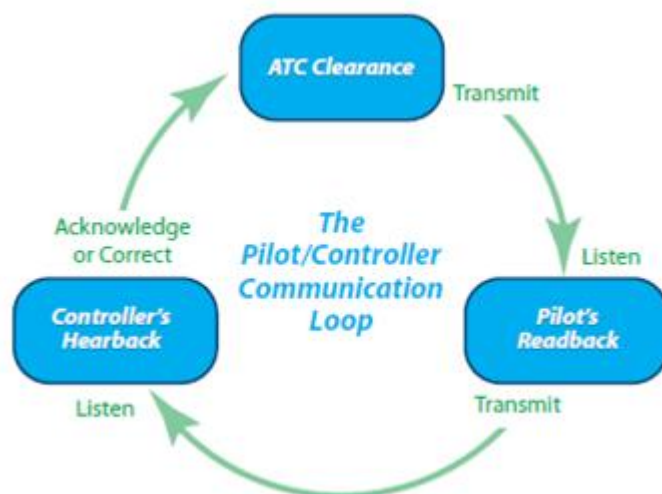 ATC Clearance
Transmit
Listen
Pilot's
Readback
Transmit
Listen
Controller's
Hearback
Acknowledge
or Correct
The
Pilot/Controller
Communication
Loop